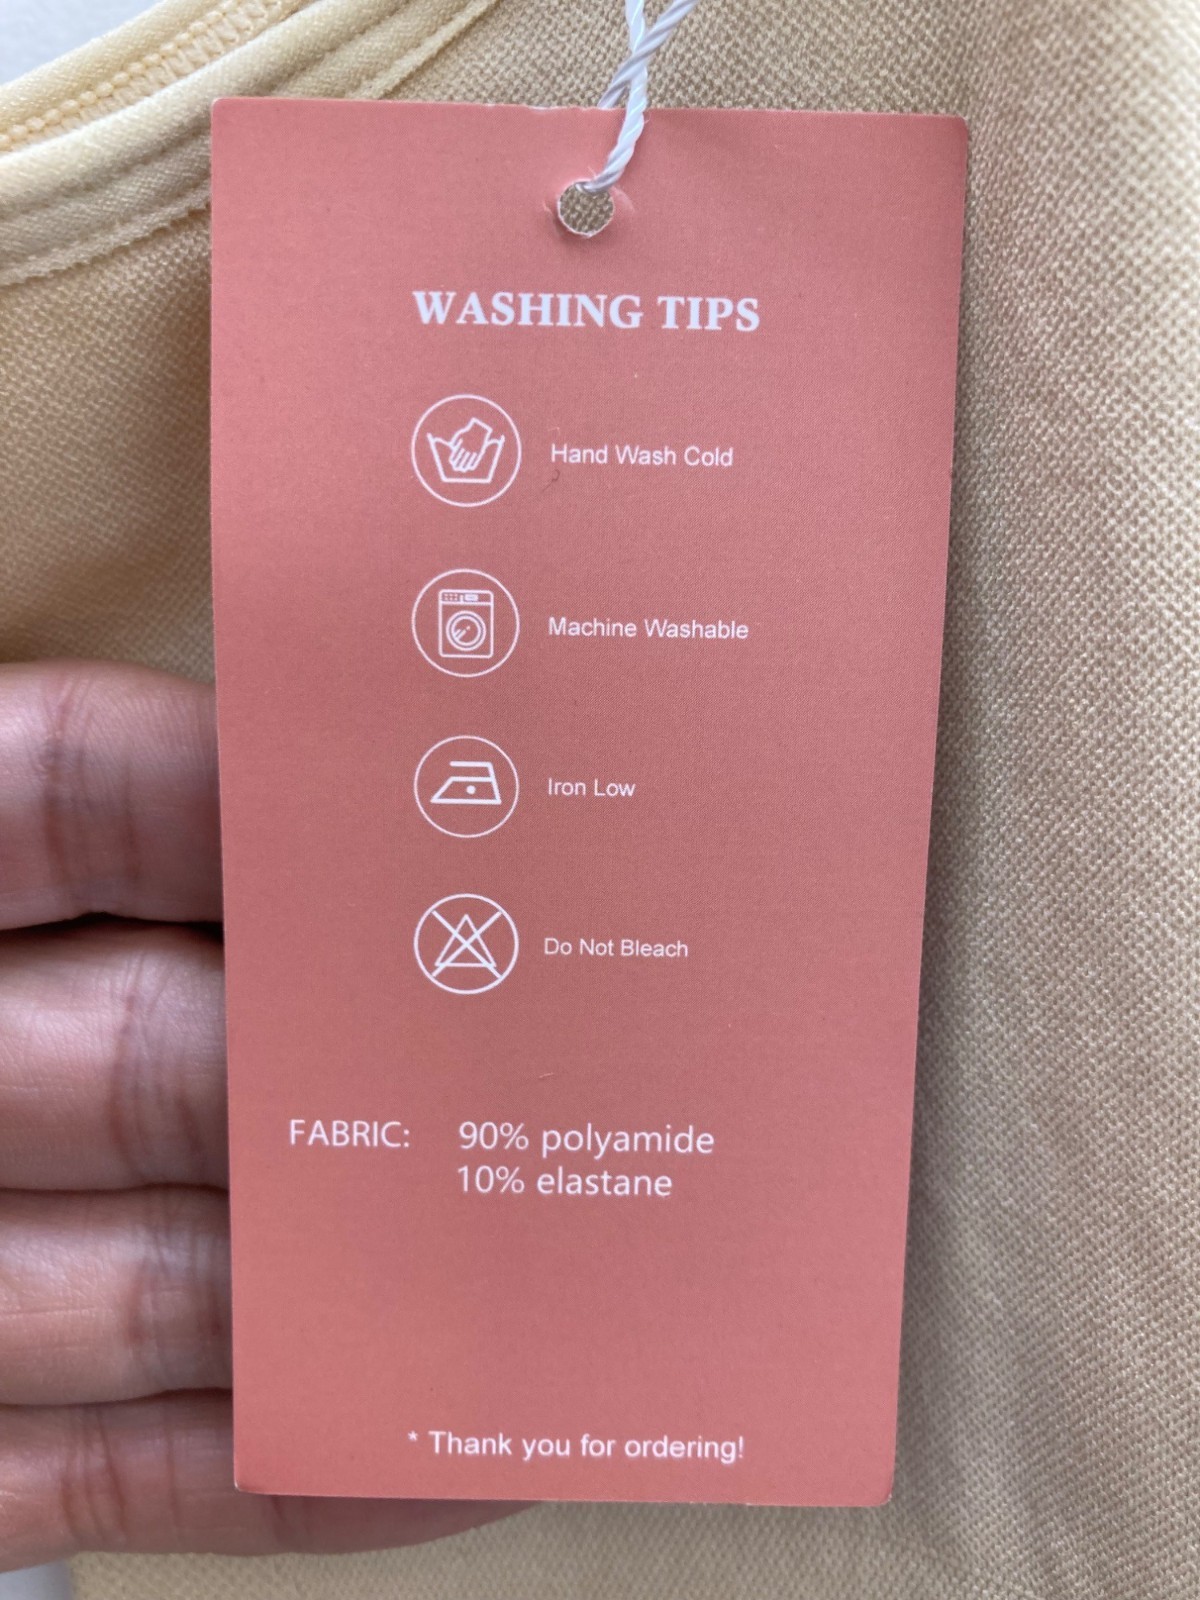 WASHING TIPS
Hand Wash Cold
Machine Washable
Iron Low
Do Not Bleach
FABRIC: 90% polyamide
10% elastane
* Thank you for ordering!